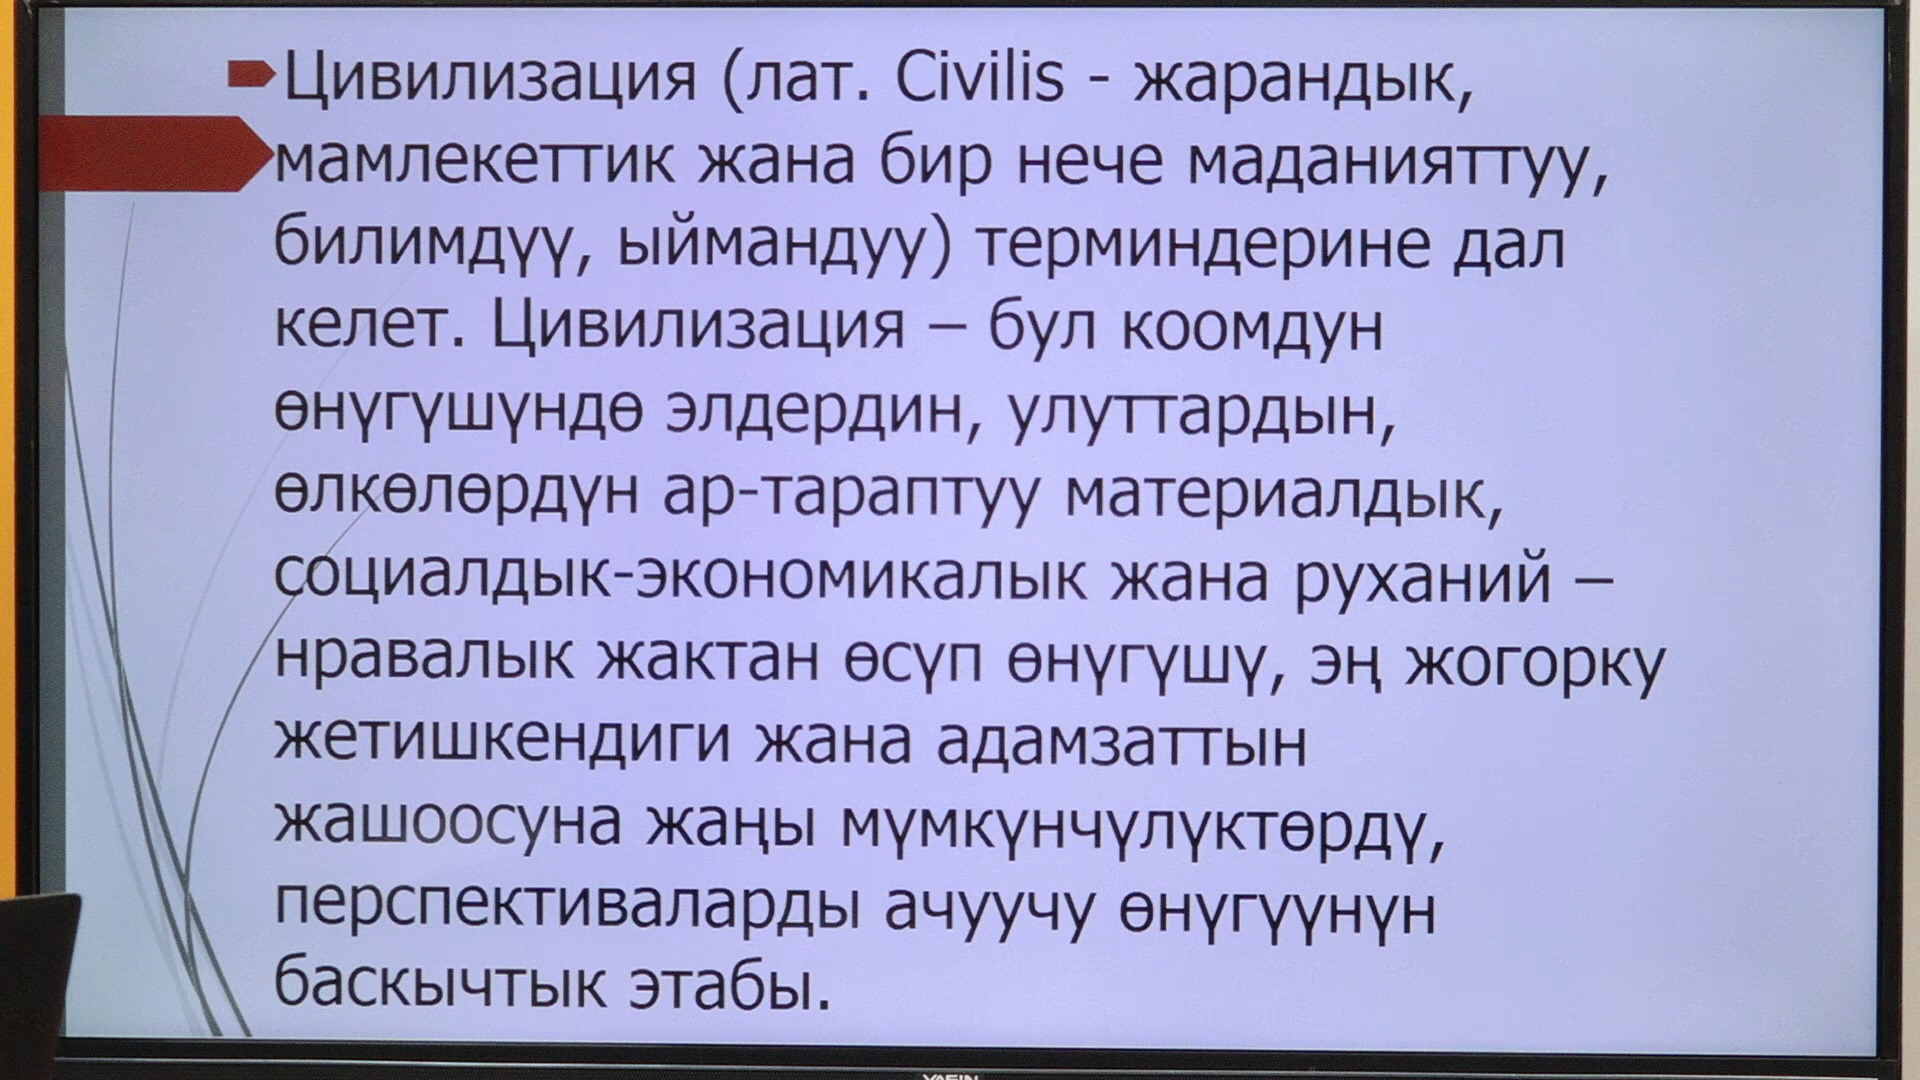 Цивилизация (лат. Civilis - жарандык,
мамлекеттик жана бир нече маданияттуу,
билимдүү, ыймандуу) терминдерине дал
келет. Цивилизация – бул коомдун
өнүгүшүндө элдердин, улуттардын,
өлкөлөрдүн ар-тараптуу материалдык,
социалдык-экономикалык жана руханий –
нравалык жактан өсүп өнүгүшү, эң жогорку
жетишкендиги жана адамзаттын
жашоосуна жаңы мүмкүнчүлүктөрдү,
перспективаларды ачуучу өнүгүүнүн
баскычтык этабы.